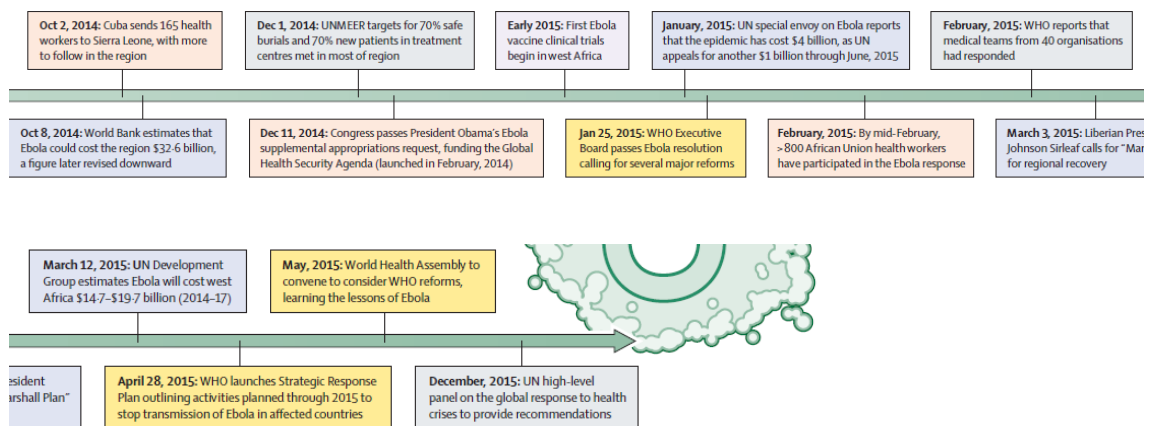 Oct 2, 2014: Cuba sends 165 health
workers to Sierra Leone, with more
to follow in the region
Dec 1, 2014: UNMEER targets for 70% safe
burials and 70% new patients in treatment
centres met in most of region
Early 2015: First Ebola
vaccine clinical trials
begin in west Africa
January, 2015: UN special envoy on Ebola reports
that the epidemic has cost $4 billion, as UN
appeals for another $1 billion through June, 2015
February, 2015: WHO reports that
medical teams from 40 organisations
had responded
Oct 8, 2014: World Bank estimates that
Ebola could cost the region $32·6 billion,
a figure later revised downward
Dec 11, 2014: Congress passes President Obama's Ebola
supplemental appropriations request, funding the Global
Health Security Agenda (launched in February, 2014)
Jan 25, 2015: WHO Executive
Board passes Ebola resolution
calling for several major reforms
February, 2015: By mid-February,
>800 African Union health workers
have participated in the Ebola response
March 3, 2015: Liberian Pres
Johnson Sirleaf calls for "Mar
for regional recovery
March 12, 2015: UN Development
Group estimates Ebola will cost west
Africa $14·7–$19·7 billion (2014–17)
May, 2015: World Health Assembly to
convene to consider WHO reforms,
learning the lessons of Ebola
esident
arshall Plan"
April 28, 2015: WHO launches Strategic Response
Plan outlining activities planned through 2015 to
stop transmission of Ebola in affected countries
December, 2015: UN high-level
panel on the global response to health
crises to provide recommendations